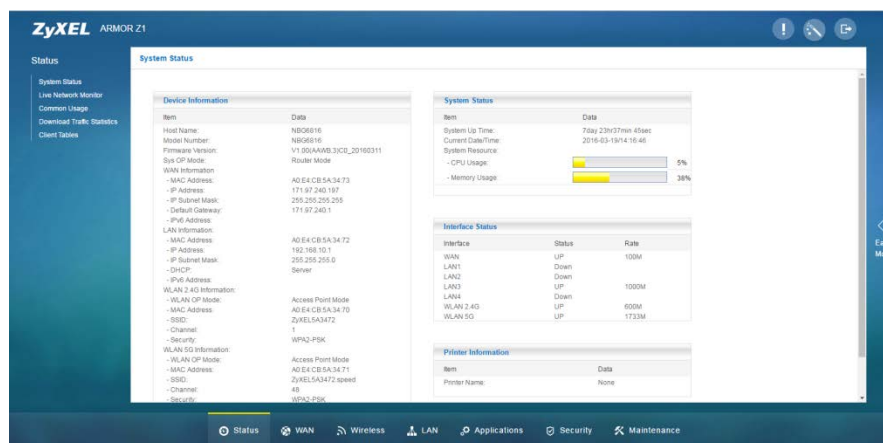 ZyXEL ARMOR Z1
Status
System Status
Live Network Monitor
Common Usage
Download Traffic Statistics
Client Tables
System Status
Device Information
Item Data
Host Name: NBG6816
Model Number: NBG6816
Firmware Version: V1.00(AAWB.3)C0_20160311
Sys OP Mode: Router Mode
WAN Information
- MAC Address: A0:E4:CB:5A:34:73
- IP Address: 171.97.240.197
- IP Subnet Mask: 255.255.255.255
- Default Gateway: 171.97.240.1
- IPv6 Address:
LAN Information:
- MAC Address: A0:E4:CB:5A:34:72
- IP Address: 192.168.10.1
- IP Subnet Mask: 255.255.255.0
- DHCP: Server
- IPv6 Address:
WLAN 2.4G Information:
- WLAN OP Mode: Access Point Mode
- MAC Address: A0:E4:CB:5A:34:70
- SSID: ZyXEL5A3472
- Channel: 1
- Security: WPA2-PSK
WLAN 5G Information:
- WLAN OP Mode: Access Point Mode
- MAC Address: A0:E4:CB:5A:34:71
- SSID: ZyXEL5A3472.speed
- Channel: 48
- Security: WPA2-PSK
System Status
Item Data
System Up Time: 7day 23hr37min 45sec
Current Date/Time: 2016-03-19/14:16:46
System Resource:
- CPU Usage: 5%
- Memory Usage: 38%
Interface Status
Interface Status Rate
WAN UP 100M
LAN1 Down
LAN2 Down
LAN3 UP 1000M
LAN4 Down
WLAN 2.4G UP 600M
WLAN 5G UP 1733M
Printer Information
Item Data
Printer Name: None
Status WAN Wireless LAN Applications Security Maintenance